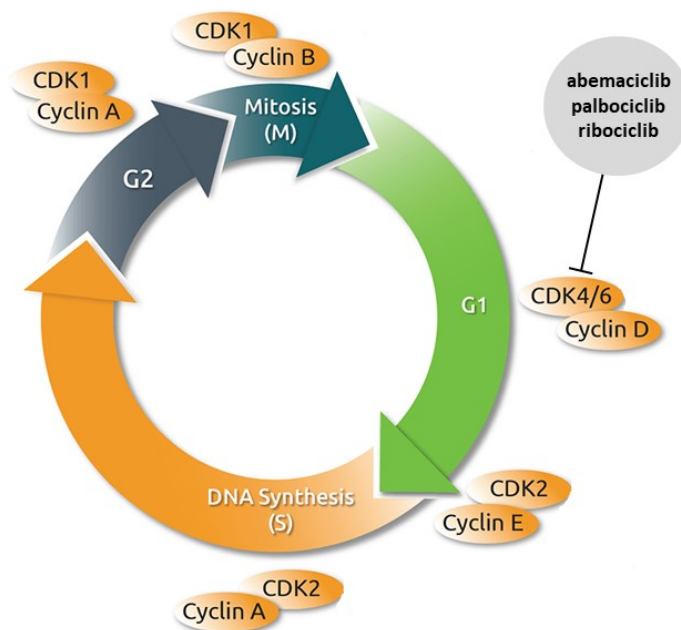 CDK1
Cyclin B
CDK1
Cyclin A
Mitosis
(M)
G2
abemaciclib
palbociclib
ribociclib
G1
CDK4/6
Cyclin D
CDK2
Cyclin E
DNA Synthesis
(S)
CDK2
Cyclin A